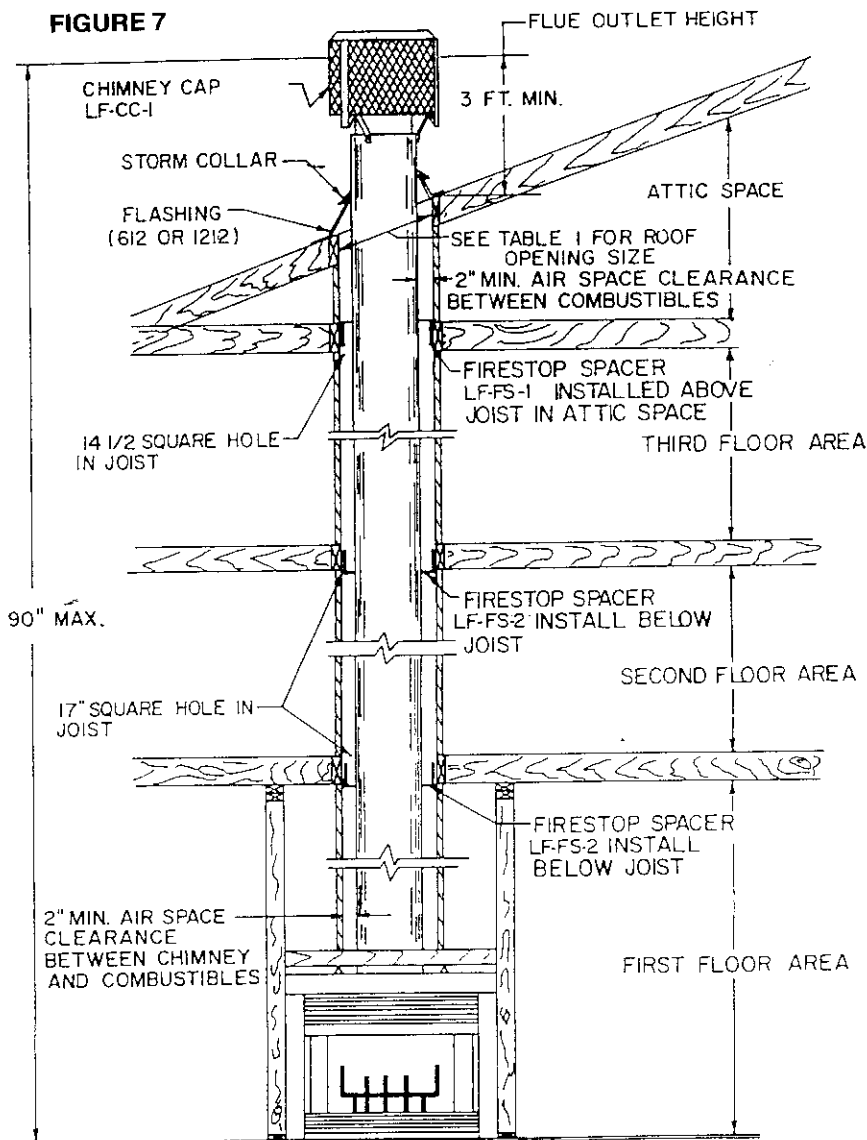 FIGURE 7
FLUE OUTLET HEIGHT
CHIMNEY CAP
LF-CC-1
3 FT. MIN.
STORM COLLAR
ATTIC SPACE
FLASHING
(612 OR 1212)
SEE TABLE 1 FOR ROOF
OPENING SIZE
2" MIN. AIR SPACE CLEARANCE
BETWEEN COMBUSTIBLES
FIRESTOP SPACER
LF-FS-1 INSTALLED ABOVE
JOIST IN ATTIC SPACE
14 1/2 SQUARE HOLE
IN JOIST
THIRD FLOOR AREA
90" MAX.
FIRESTOP SPACER
LF-FS-2 INSTALL BELOW
JOIST
SECOND FLOOR AREA
17" SQUARE HOLE IN
JOIST
FIRESTOP SPACER
LF-FS-2 INSTALL
BELOW JOIST
2" MIN. AIR SPACE
CLEARANCE
BETWEEN CHIMNEY
AND COMBUSTIBLES
FIRST FLOOR AREA